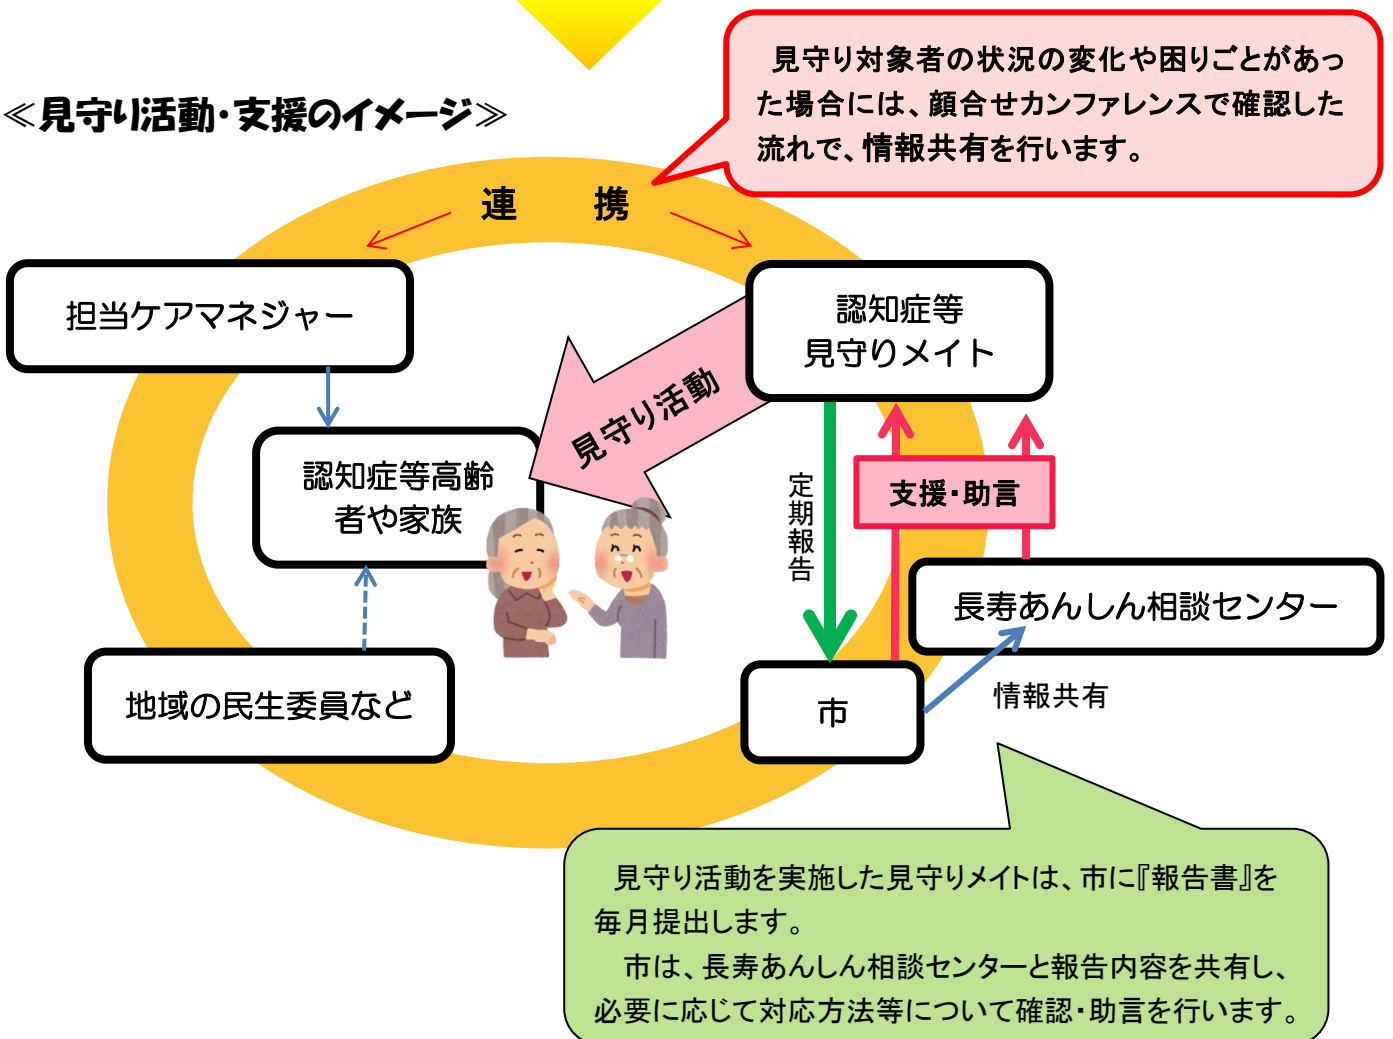 見守り対象者の状況の変化や困りごとがあっ
た場合には、顔合せカンファレンスで確認した
流れで、情報共有を行います。
≪見守り活動・支援のイメージ≫
連　携
担当ケアマネジャー
認知症等
見守りメイト
見守り活動
認知症等高齢
者や家族
定期報告
支援・助言
長寿あんしん相談センター
地域の民生委員など
市
情報共有
見守り活動を実施した見守りメイトは、市に『報告書』を
毎月提出します。
市は、長寿あんしん相談センターと報告内容を共有し、
必要に応じて対応方法等について確認・助言を行います。